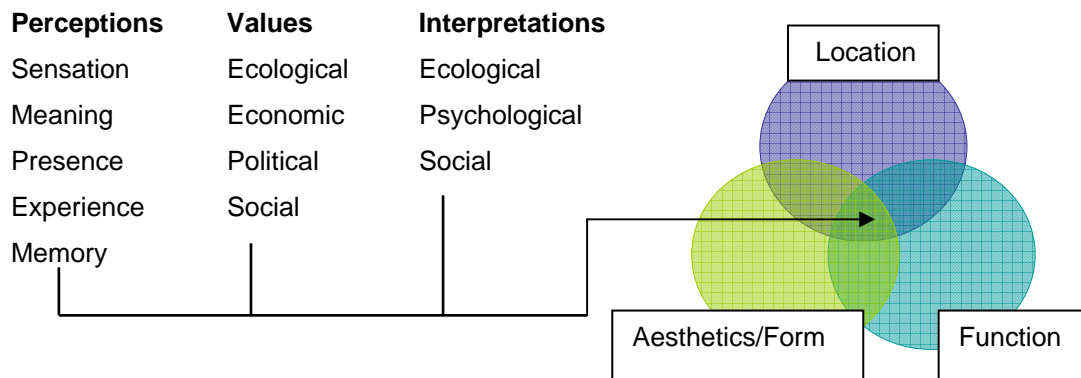 Perceptions Values Interpretations
Sensation Ecological Ecological
Meaning Economic Psychological
Presence Political Social
Experience Social
Memory
Location
Aesthetics/Form
Function